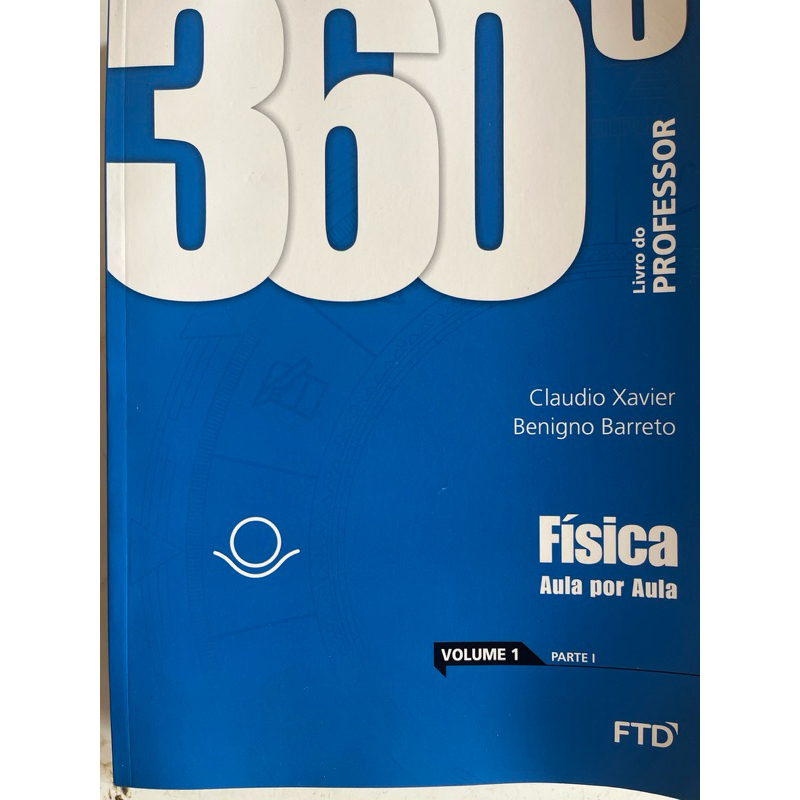 360°
Livro do
PROFESSOR
Claudio Xavier
Benigno Barreto
Física
Aula por Aula
VOLUME 1 PARTE I
FTD